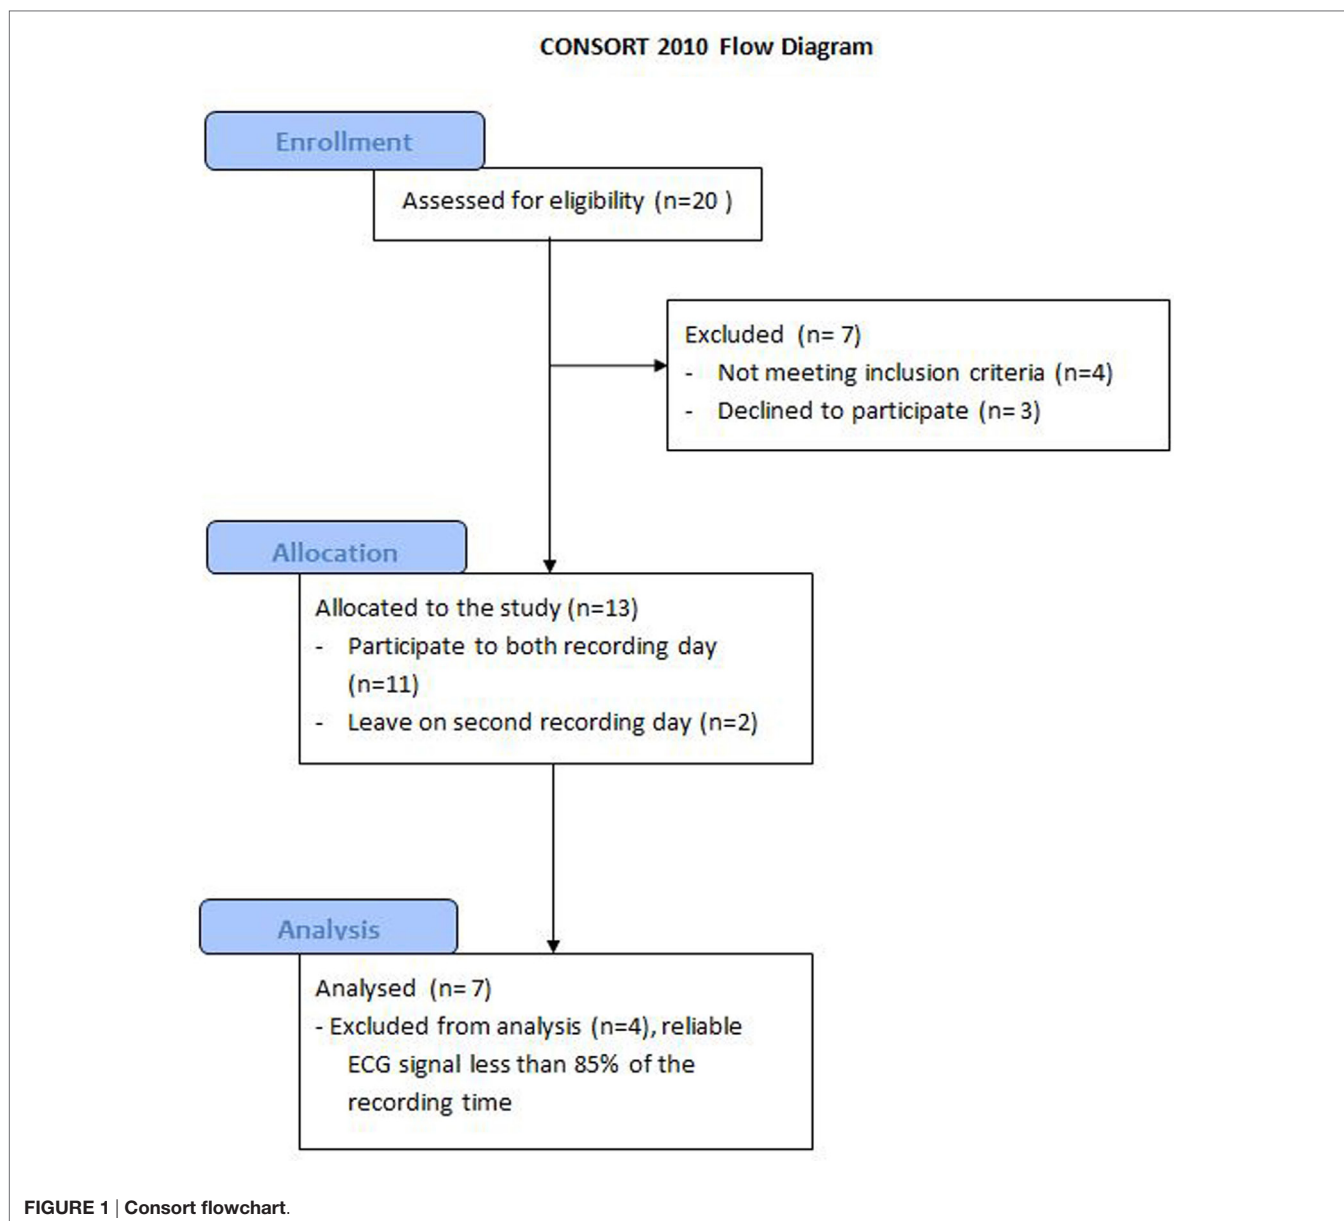 CONSORT 2010 Flow Diagram
Enrollment
Assessed for eligibility (n=20 )
Excluded (n= 7)
- Not meeting inclusion criteria (n=4)
- Declined to participate (n= 3)
Allocation
Allocated to the study (n=13)
- Participate to both recording day
(n=11)
- Leave on second recording day (n=2)
Analysis
Analysed (n= 7)
- Excluded from analysis (n=4), reliable
ECG signal less than 85% of the
recording time
FIGURE 1 | Consort flowchart.